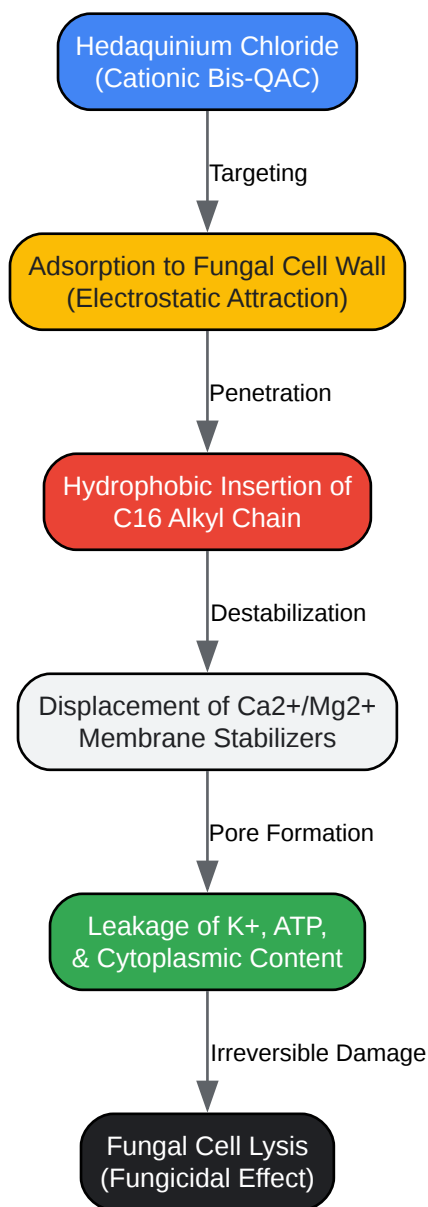 Hedaquinium Chloride
(Cationic Bis-QAC)
Targeting
Adsorption to Fungal Cell Wall
(Electrostatic Attraction)
Penetration
Hydrophobic Insertion of
C16 Alkyl Chain
Destabilization
Displacement of Ca2+/Mg2+
Membrane Stabilizers
Pore Formation
Leakage of K+, ATP,
& Cytoplasmic Content
Irreversible Damage
Fungal Cell Lysis
(Fungicidal Effect)